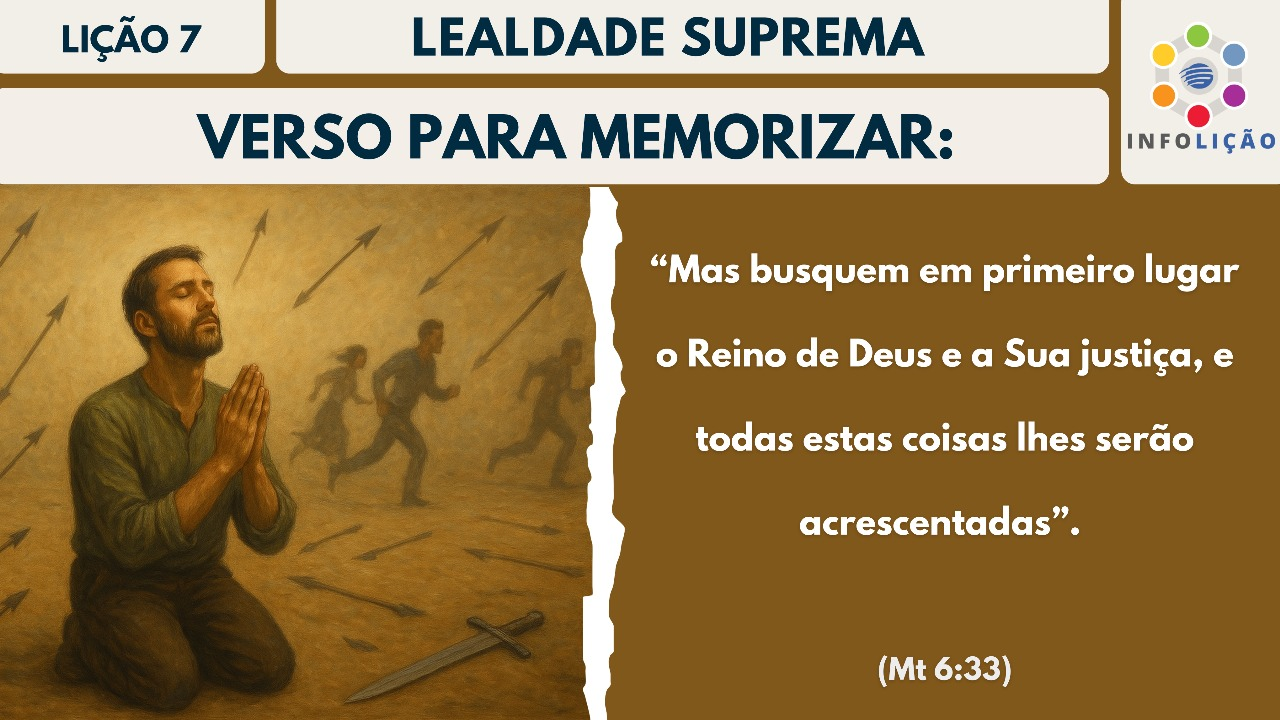 LIÇÃO 7
LEALDADE SUPREMA
INFOLIÇÃO
VERSO PARA MEMORIZAR:
“Mas busquem em primeiro lugar
o Reino de Deus e a Sua justiça, e
todas estas coisas lhes serão
acrescentadas”.
(Mt 6:33)